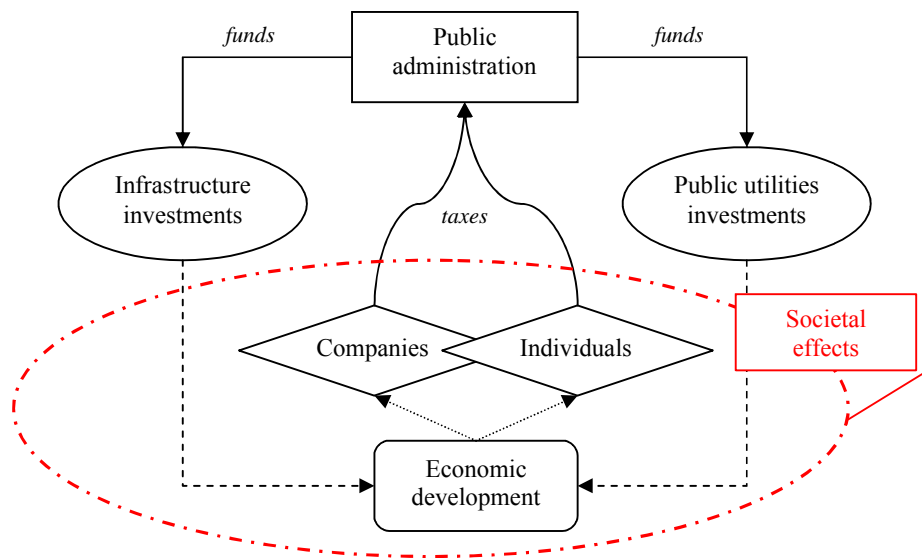 funds
Public
administration
funds
Infrastructure
investments
Public utilities
investments
taxes
Companies
Individuals
Societal
effects
Economic
development